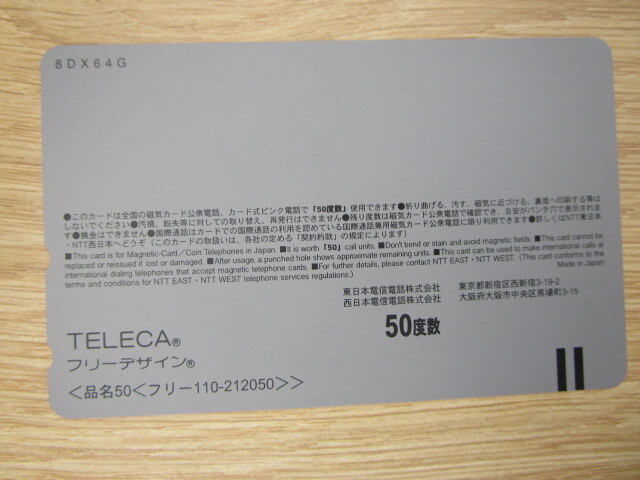 8DX64G
●このカードは全国の磁気カード公衆電話、カード式ピンク電話で「50度数」使用できます●折り曲げる、汚す、磁気に近づける、裏面へ印刷する等は
しないでください●汚損、紛失等に対しての取り替え、再発行はできません●残り度数は磁気カード公衆電話で確認でき、目安がパンチ穴で表示されま
す●換金はできません●国際通話はカードでの国際通話の利用を認めている国際通話兼用磁気カード公衆電話に限り利用できます●詳しくはNTT東日本
・NTT西日本へどうぞ（このカードの取扱いは、各社の定める「契約約款」の規定によります）
■This card is for Magnetic-Card／Coin Telephones in Japan. ■It is worth「50」call units. ■Don't bend or stain and avoid magnetic fields. ■This card cannot be
replaced or reissued if lost or damaged. ■After usage, a punched hole shows approximate remaining units. ■This card can be used to make international calls at
international dialing telephones that accept magnetic telephone cards. ■For further details, please contact NTT EAST・NTT WEST. (This card conforms to the
terms and conditions for NTT EAST・NTT WEST telephone services regulations.)
Made in Japan
東日本電信電話株式会社 東京都新宿区西新宿3-19-2
西日本電信電話株式会社 大阪府大阪市中央区馬場町3-15
50度数
TELECA®
フリーデザイン®
＜品名50＜フリー110-212050＞＞